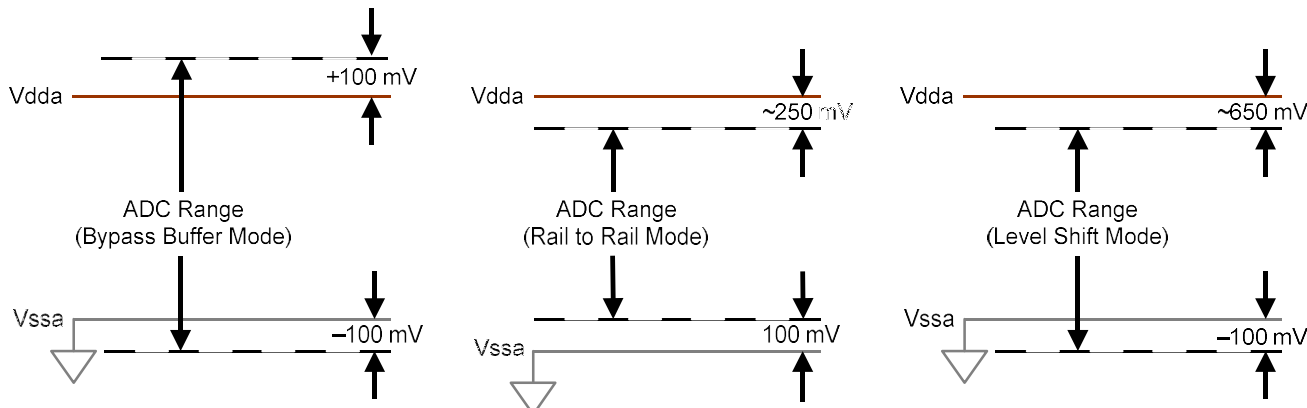 +100 mV
Vdda
ADC Range
(Bypass Buffer Mode)
Vssa
–100 mV
Vdda
~250 mV
ADC Range
(Rail to Rail Mode)
100 mV
Vssa
Vdda
~650 mV
ADC Range
(Level Shift Mode)
Vssa
–100 mV